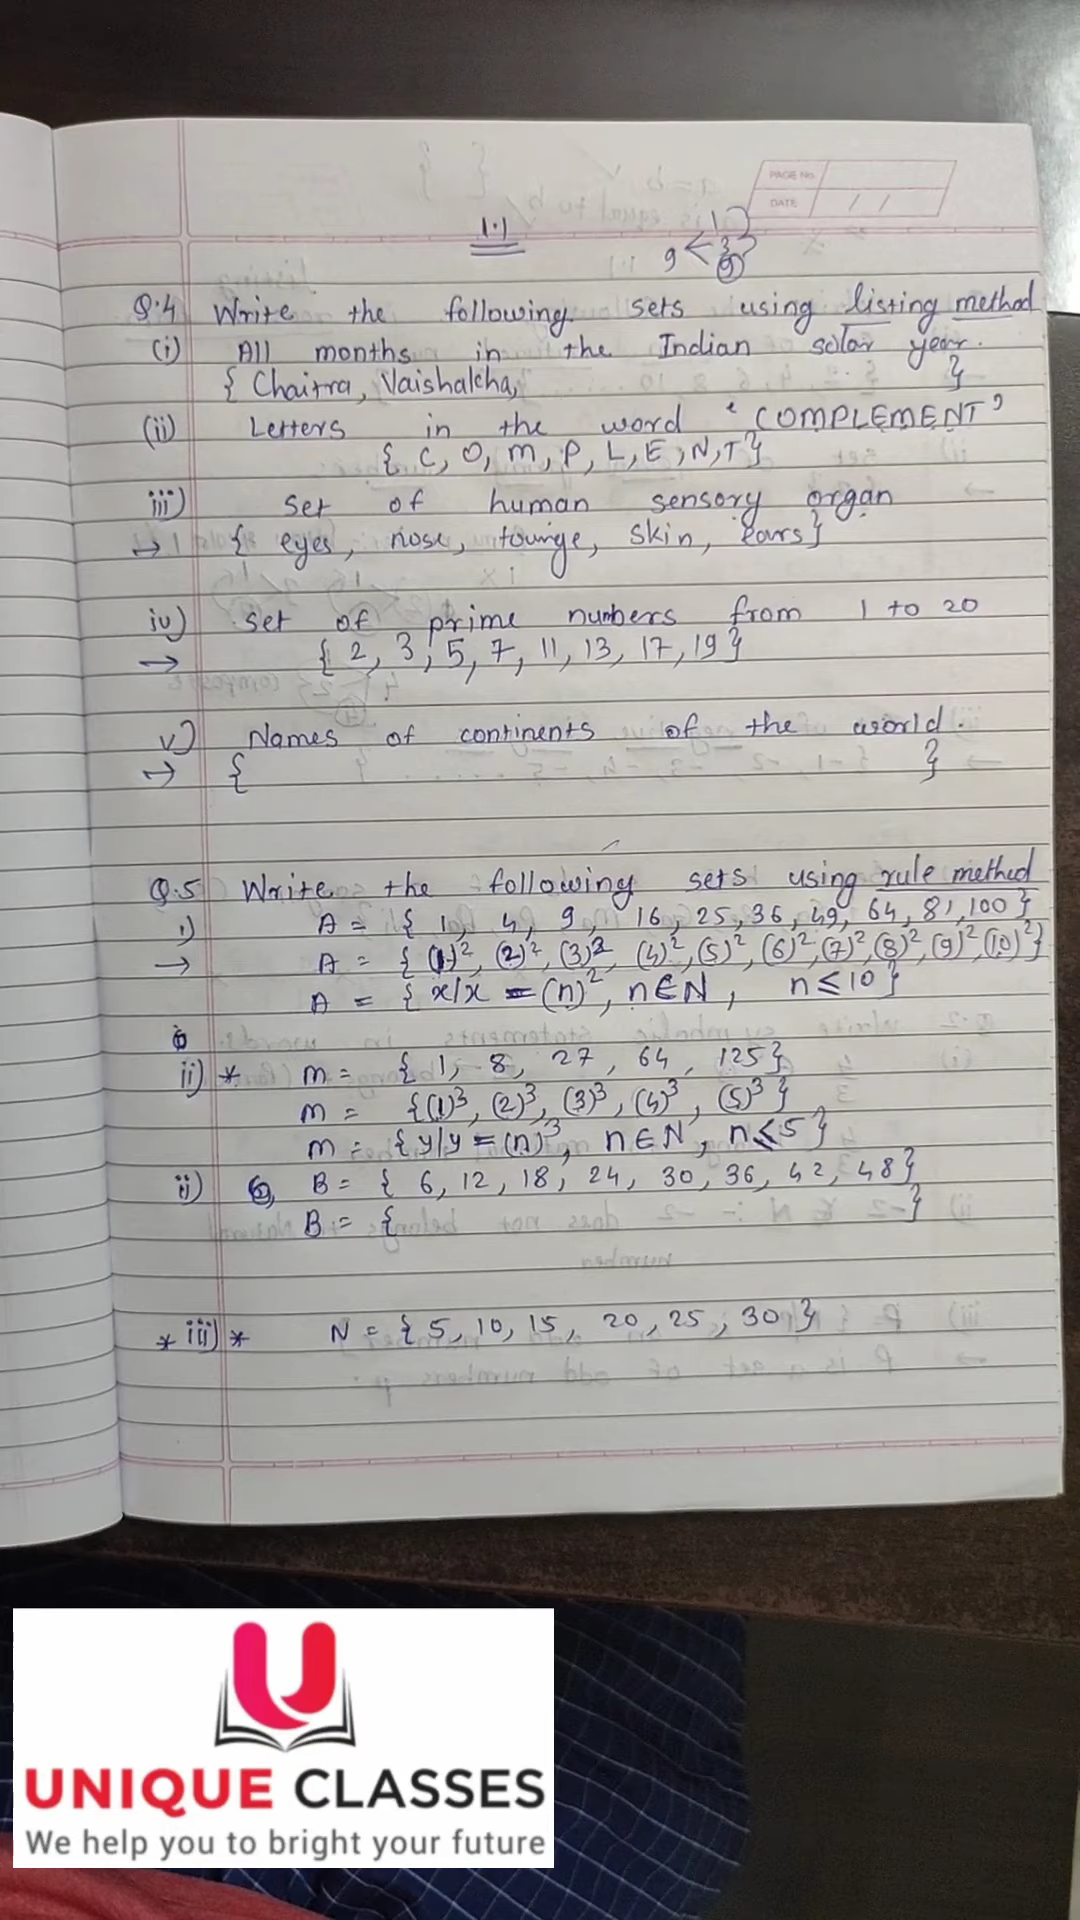 PAGE No.
DATE / /
1.1
Q.4 Write the following sets using listing method
(i) All months in the Indian solar year.
{ Chaitra, Vaishakha, }
(ii) Letters in the word 'COMPLEMENT'
{ C, O, M, P, L, E, N, T }
iii) Set of human sensory organ
→ { eyes, nose, tounge, skin, ears }
iv) Set of prime numbers from 1 to 20
→ { 2, 3, 5, 7, 11, 13, 17, 19 }
v) Names of continents of the world.
→ { }
Q.5 Write the following sets using rule method
i) A = { 1, 4, 9, 16, 25, 36, 49, 64, 81, 100 }
→ A = { (1)², (2)², (3)², (4)², (5)², (6)², (7)², (8)², (9)², (10)² }
A = { x/x = (n)², n∈N, n≤10 }
ii) * m = { 1, 8, 27, 64, 125 }
m = { (1)³, (2)³, (3)³, (4)³, (5)³ }
m = { y/y = (n)³, n∈N, n≤5 }
ii) B = { 6, 12, 18, 24, 30, 36, 42, 48 }
B = { }
* iii) * N = { 5, 10, 15, 20, 25, 30 }
UNIQUE CLASSES
We help you to bright your future